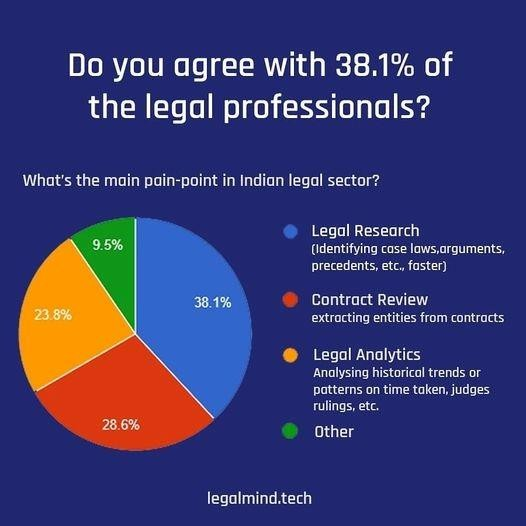 Do you agree with 38.1% of
the legal professionals?
What's the main pain-point in Indian legal sector?
9.5%
38.1%
23.8%
28.6%
Legal Research
(Identifying case laws,arguments,
precedents, etc., faster)
Contract Review
extracting entities from contracts
Legal Analytics
Analysing historical trends or
patterns on time taken, judges
rulings, etc.
Other
legalmind.tech